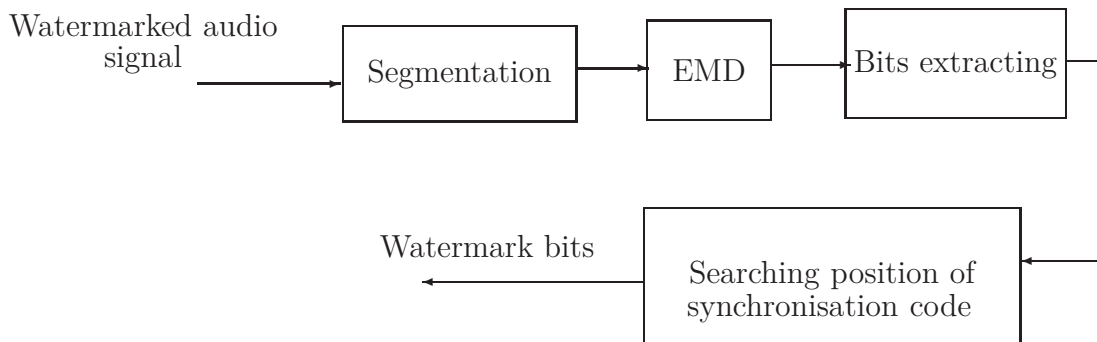 Watermarked audio
signal
Segmentation
EMD
Bits extracting
Watermark bits
Searching position of
synchronisation code